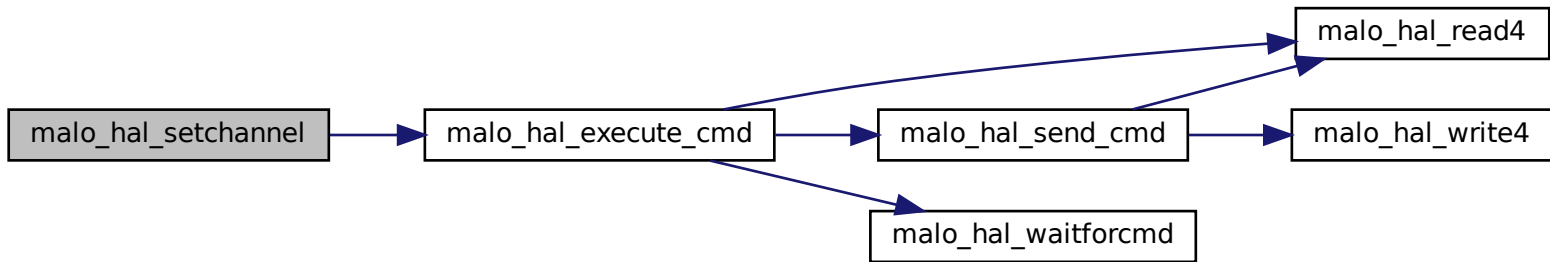 malo_hal_setchannel
malo_hal_execute_cmd
malo_hal_read4
malo_hal_send_cmd
malo_hal_write4
malo_hal_waitforcmd